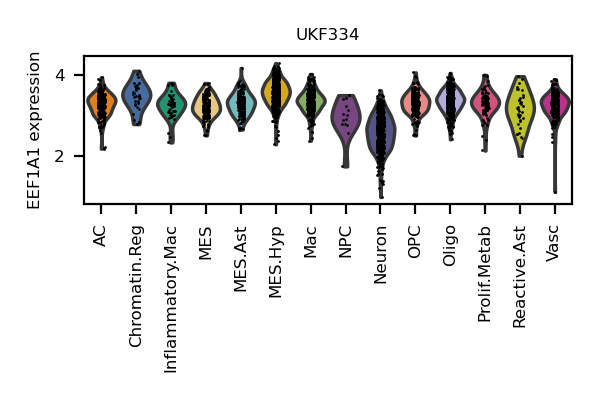 UKF334
EEF1A1 expression
4
2
AC
Chromatin.Reg
Inflammatory.Mac
MES
MES.Ast
MES.Hyp
Mac
NPC
Neuron
OPC
Oligo
Prolif.Metab
Reactive.Ast
Vasc